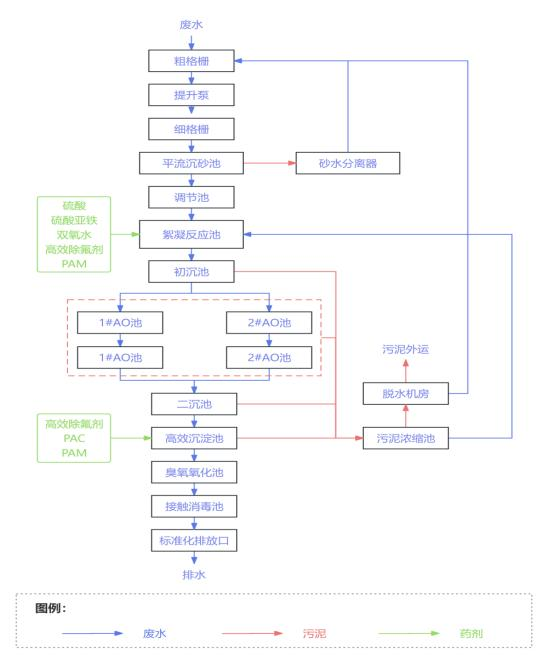 废水
粗格栅
提升泵
细格栅
平流沉砂池
砂水分离器
调节池
硫酸
硫酸亚铁
双氧水
高效除氟剂
PAM
絮凝反应池
初沉池
1#AO池
2#AO池
1#AO池
2#AO池
污泥外运
脱水机房
二沉池
高效除氟剂
PAC
PAM
高效沉淀池
污泥浓缩池
臭氧氧化池
接触消毒池
标准化排放口
排水
图例：
废水
污泥
药剂